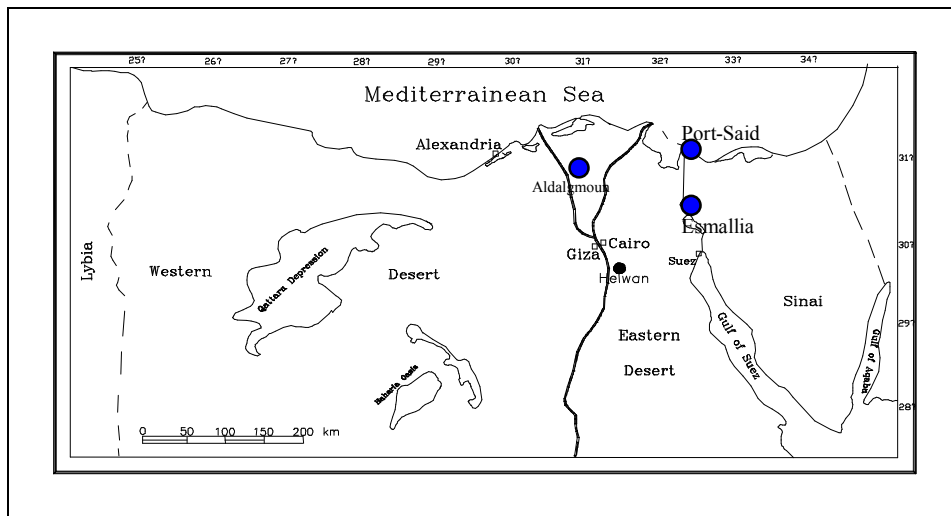 25? 26? 27? 28? 29? 30? 31? 32? 33? 34?
Mediterrainean Sea
Port-Said
Alexandria
31?
Aldalgmoun
Esmallia
Cairo
30?
Giza
Suez
Lybia
Western
Qattara Depression
Desert
Helwan
Sinai
29?
Eastern
Gulf of Suez
Gulf of Aqaba
Desert
Baharia Oasis
28?
0 50 100 150 200 km